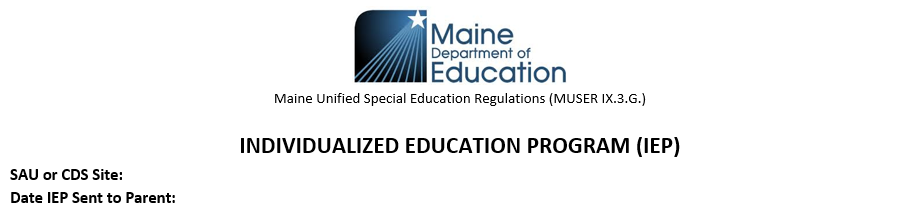 Maine
Department of
Education
Maine Unified Special Education Regulations (MUSER IX.3.G.)
INDIVIDUALIZED EDUCATION PROGRAM (IEP)
SAU or CDS Site:
Date IEP Sent to Parent: